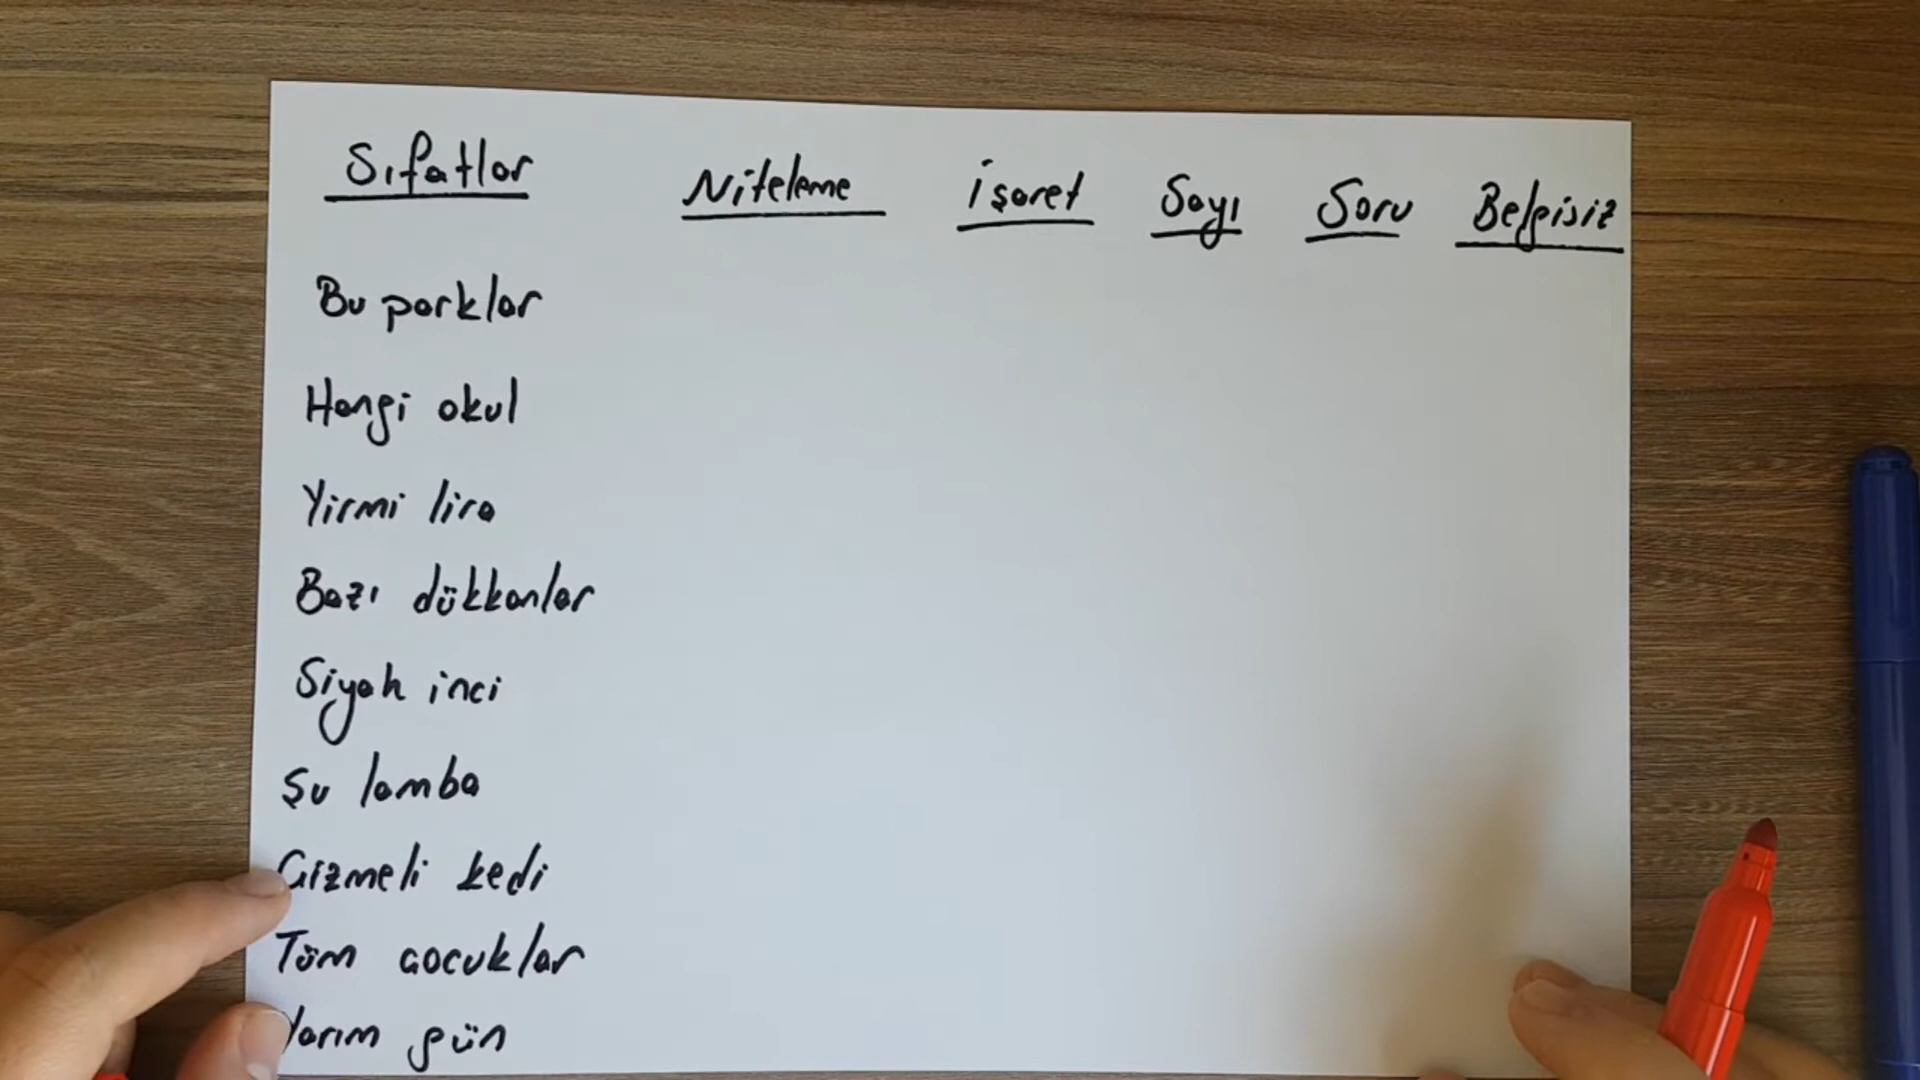 Sıfatlar Niteleme İşaret Sayı Soru Belgisiz
Bu parklar
Hangi okul
Yirmi lira
Bazı dükkanlar
Siyah inci
Şu lamba
Çizmeli kedi
Tüm çocuklar
Yarım gün